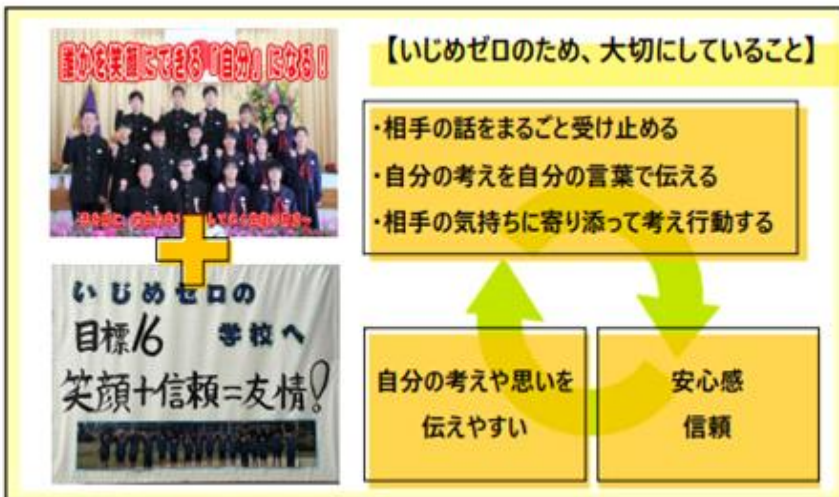 誰かを笑顔にできる『自分』になる！
いじめゼロの
目標16 学校へ
笑顔＋信頼＝友情！
【いじめゼロのため、大切にしていること】
・相手の話をまるごと受け止める
・自分の考えを自分の言葉で伝える
・相手の気持ちに寄り添って考え行動する
自分の考えや思いを
伝えやすい
安心感
信頼